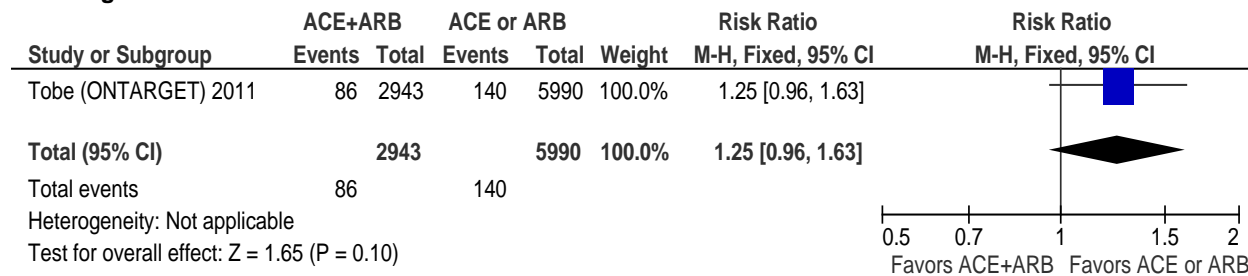 ACE+ARB ACE or ARB Risk Ratio Risk Ratio
Study or Subgroup Events Total Events Total Weight M-H, Fixed, 95% CI M-H, Fixed, 95% CI
Tobe (ONTARGET) 2011 86 2943 140 5990 100.0% 1.25 [0.96, 1.63]
Total (95% CI) 2943 5990 100.0% 1.25 [0.96, 1.63]
Total events 86 140
Heterogeneity: Not applicable
Test for overall effect: Z = 1.65 (P = 0.10)
0.5 0.7 1 1.5 2
Favors ACE+ARB Favors ACE or ARB